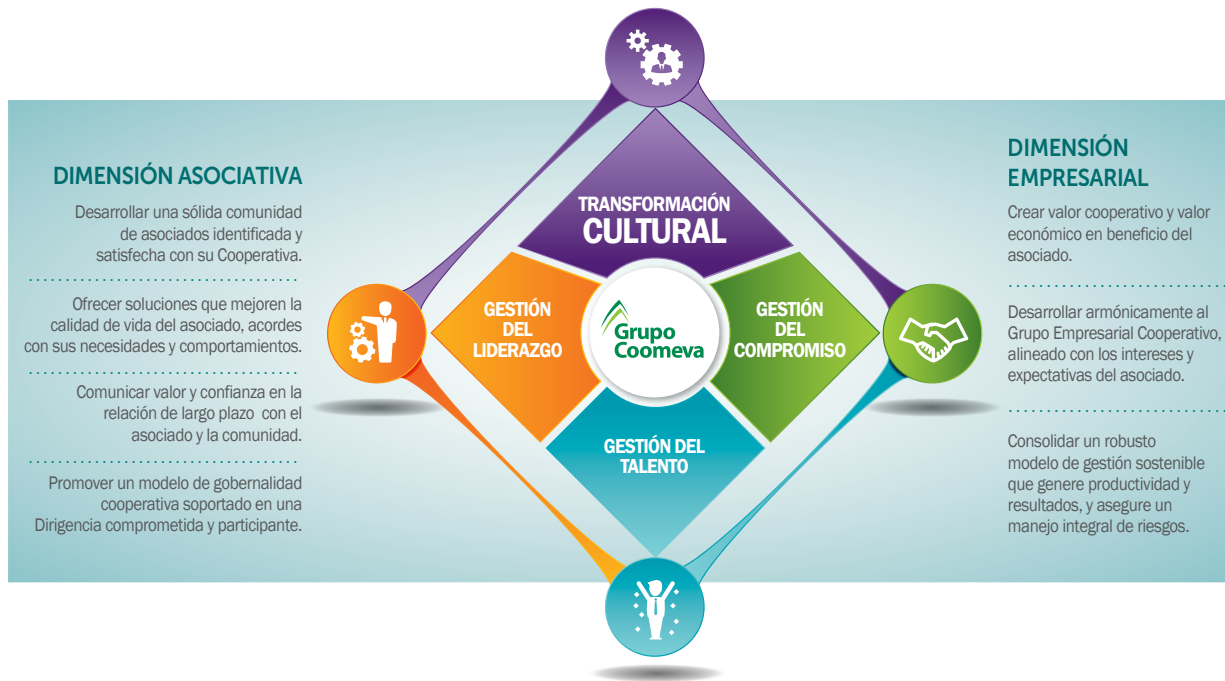 DIMENSIÓN ASOCIATIVA
Desarrollar una sólida comunidad
de asociados identificada y
satisfecha con su Cooperativa.
Ofrecer soluciones que mejoren la
calidad de vida del asociado, acordes
con sus necesidades y comportamientos.
Comunicar valor y confianza en la
relación de largo plazo con el
asociado y la comunidad.
Promover un modelo de gobernalidad
cooperativa soportado en una
Dirigencia comprometida y participante.
TRANSFORMACIÓN
CULTURAL
GESTIÓN
DEL
LIDERAZGO
Grupo
Coomeva
GESTIÓN
DEL
COMPROMISO
GESTIÓN DEL
TALENTO
DIMENSIÓN
EMPRESARIAL
Crear valor cooperativo y valor
económico en beneficio del
asociado.
Desarrollar armónicamente al
Grupo Empresarial Cooperativo,
alineado con los intereses y
expectativas del asociado.
Consolidar un robusto
modelo de gestión sostenible
que genere productividad y
resultados, y asegure un
manejo integral de riesgos.